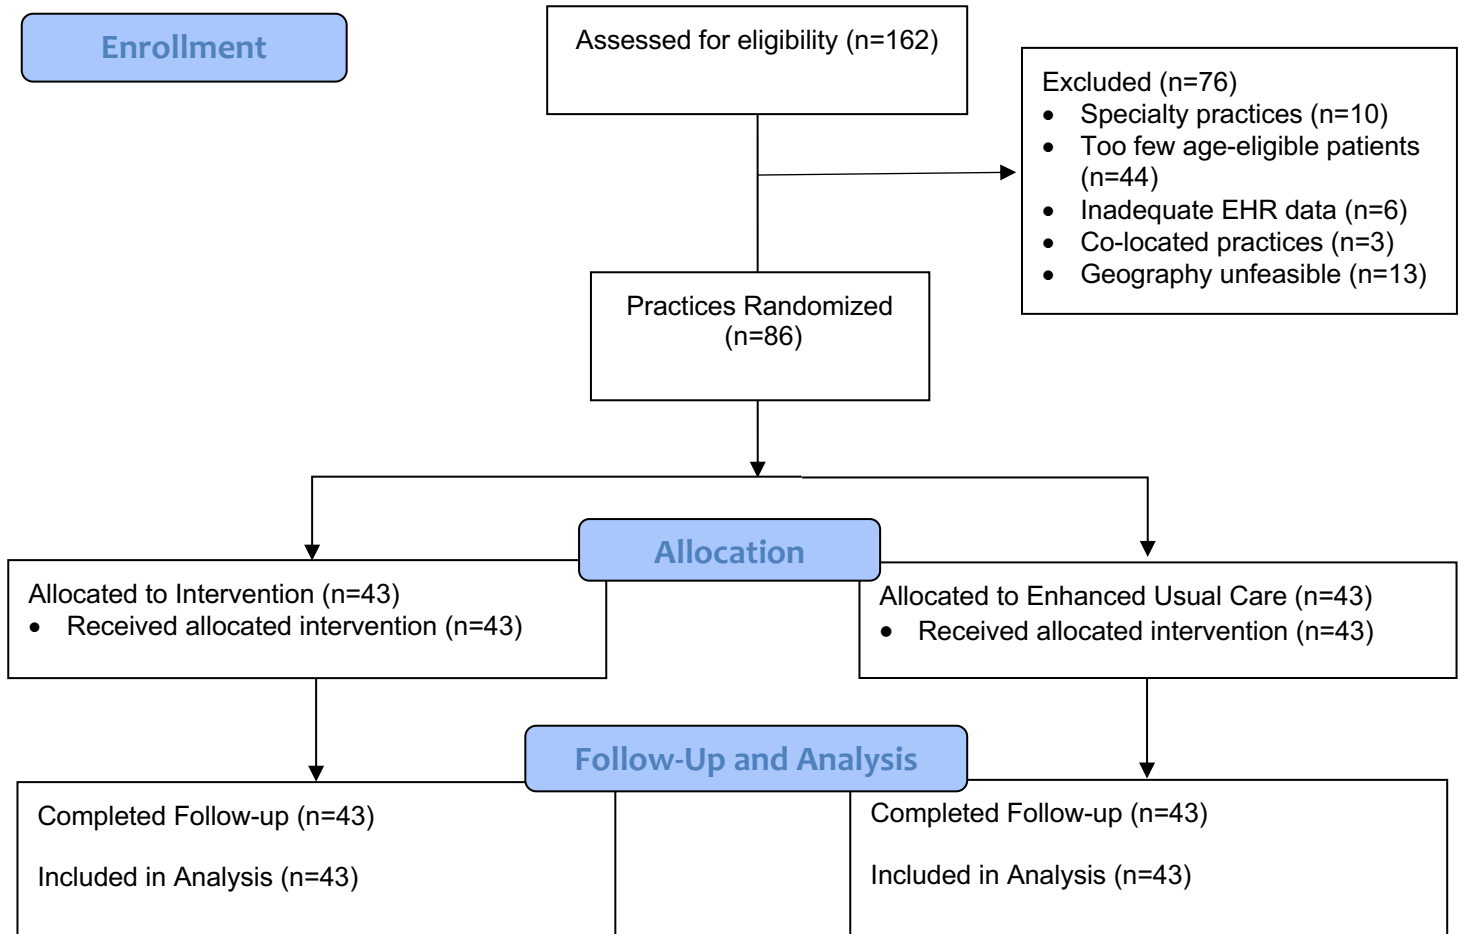 Enrollment
Assessed for eligibility (n=162)
Excluded (n=76)
• Specialty practices (n=10)
• Too few age-eligible patients
(n=44)
• Inadequate EHR data (n=6)
• Co-located practices (n=3)
• Geography unfeasible (n=13)
Practices Randomized
(n=86)
Allocation
Allocated to Intervention (n=43)
• Received allocated intervention (n=43)
Allocated to Enhanced Usual Care (n=43)
• Received allocated intervention (n=43)
Follow-Up and Analysis
Completed Follow-up (n=43)
Included in Analysis (n=43)
Completed Follow-up (n=43)
Included in Analysis (n=43)